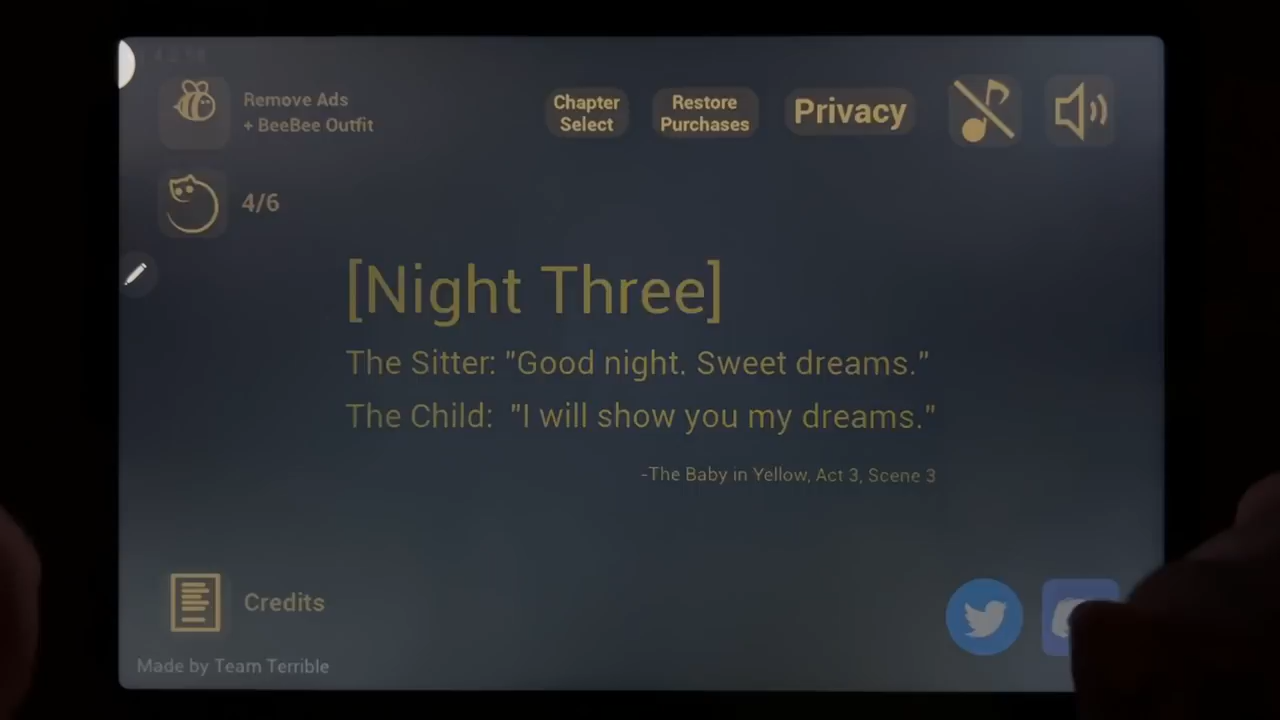 Remove Ads
+ BeeBee Outfit
Chapter
Select
Restore
Purchases
Privacy
4/6
[Night Three]
The Sitter: "Good night. Sweet dreams."
The Child: "I will show you my dreams."
-The Baby in Yellow, Act 3, Scene 3
Credits
Made by Team Terrible